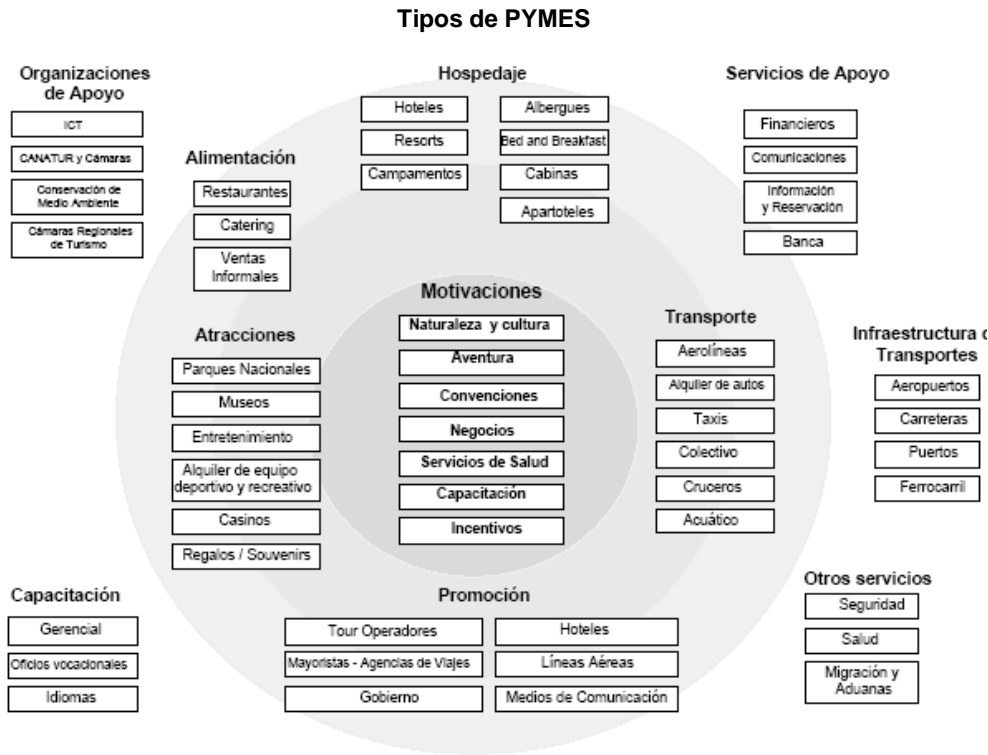 Tipos de PYMES
Organizaciones
de Apoyo
ICT
CANATUR y Cámaras
Conservación de
Medio Ambiente
Cámaras Regionales
de Turismo
Alimentación
Restaurantes
Catering
Ventas
Informales
Hospedaje
Hoteles
Resorts
Campamentos
Albergues
Bed and Breakfast
Cabinas
Apartoteles
Servicios de Apoyo
Financieros
Comunicaciones
Información
y Reservación
Banca
Atracciones
Parques Nacionales
Museos
Entretenimiento
Alquiler de equipo
deportivo y recreativo
Casinos
Regalos / Souvenirs
Motivaciones
Naturaleza y cultura
Aventura
Convenciones
Negocios
Servicios de Salud
Capacitación
Incentivos
Transporte
Aerolíneas
Alquiler de autos
Taxis
Colectivo
Cruceros
Acuático
Infraestructura
Transportes
Aeropuertos
Carreteras
Puertos
Ferrocarril
Capacitación
Gerencial
Oficios vocacionales
Idiomas
Promoción
Tour Operadores
Mayoristas - Agencias de Viajes
Gobierno
Hoteles
Líneas Aéreas
Medios de Comunicación
Otros servicios
Seguridad
Salud
Migración y
Aduanas